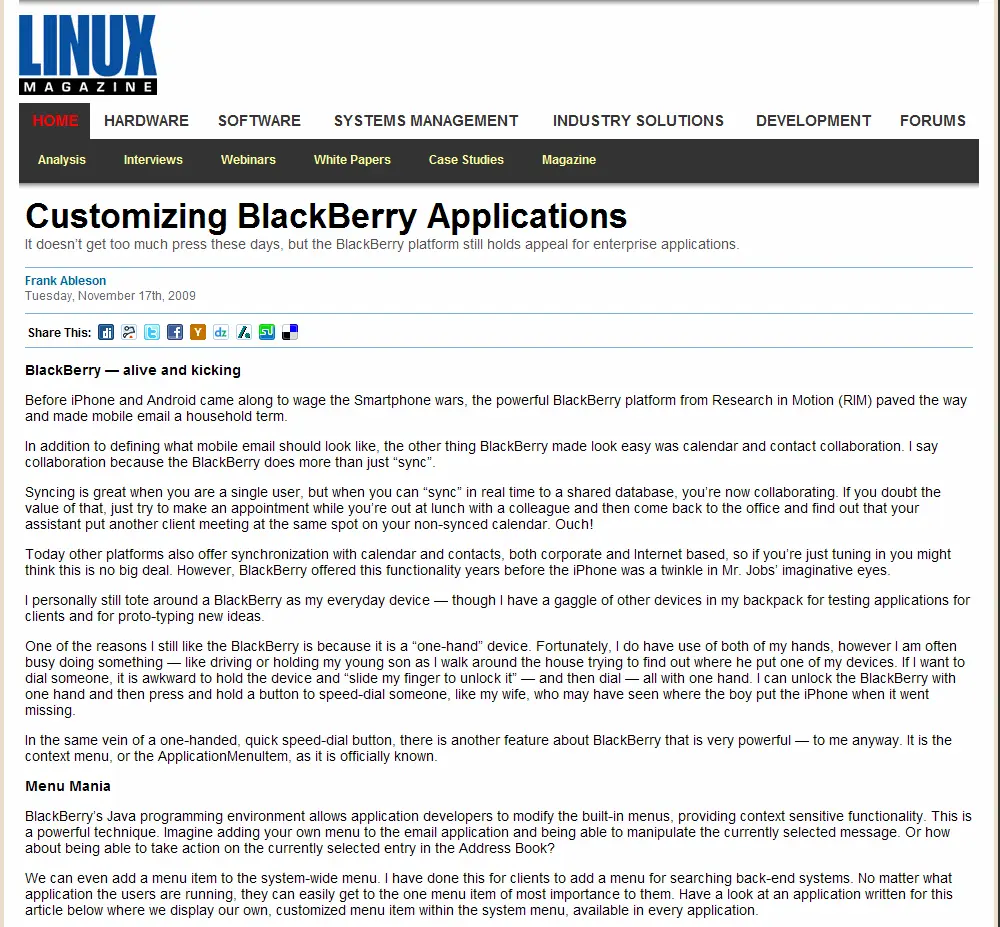 LINUX
MAGAZINE
HOME HARDWARE SOFTWARE SYSTEMS MANAGEMENT INDUSTRY SOLUTIONS DEVELOPMENT FORUMS
Analysis Interviews Webinars White Papers Case Studies Magazine
Customizing BlackBerry Applications
It doesn't get too much press these days, but the BlackBerry platform still holds appeal for enterprise applications.
Frank Ableson
Tuesday, November 17th, 2009
Share This:
BlackBerry — alive and kicking
Before iPhone and Android came along to wage the Smartphone wars, the powerful BlackBerry platform from Research in Motion (RIM) paved the way
and made mobile email a household term.
In addition to defining what mobile email should look like, the other thing BlackBerry made look easy was calendar and contact collaboration. I say
collaboration because the BlackBerry does more than just “sync”.
Syncing is great when you are a single user, but when you can “sync” in real time to a shared database, you’re now collaborating. If you doubt the
value of that, just try to make an appointment while you’re out at lunch with a colleague and then come back to the office and find out that your
assistant put another client meeting at the same spot on your non-synced calendar. Ouch!
Today other platforms also offer synchronization with calendar and contacts, both corporate and Internet based, so if you’re just tuning in you might
think this is no big deal. However, BlackBerry offered this functionality years before the iPhone was a twinkle in Mr. Jobs’ imaginative eyes.
I personally still tote around a BlackBerry as my everyday device — though I have a gaggle of other devices in my backpack for testing applications for
clients and for proto-typing new ideas.
One of the reasons I still like the BlackBerry is because it is a “one-hand” device. Fortunately, I do have use of both of my hands, however I am often
busy doing something — like driving or holding my young son as I walk around the house trying to find out where he put one of my devices. If I want to
dial someone, it is awkward to hold the device and “slide my finger to unlock it” — and then dial — all with one hand. I can unlock the BlackBerry with
one hand and then press and hold a button to speed-dial someone, like my wife, who may have seen where the boy put the iPhone when it went
missing.
In the same vein of a one-handed, quick speed-dial button, there is another feature about BlackBerry that is very powerful — to me anyway. It is the
context menu, or the ApplicationMenuItem, as it is officially known.
Menu Mania
BlackBerry’s Java programming environment allows application developers to modify the built-in menus, providing context sensitive functionality. This is
a powerful technique. Imagine adding your own menu to the email application and being able to manipulate the currently selected message. Or how
about being able to take action on the currently selected entry in the Address Book?
We can even add a menu item to the system-wide menu. I have done this for clients to add a menu for searching back-end systems. No matter what
application the users are running, they can easily get to the one menu item of most importance to them. Have a look at an application written for this
article below where we display our own, customized menu item within the system menu, available in every application.